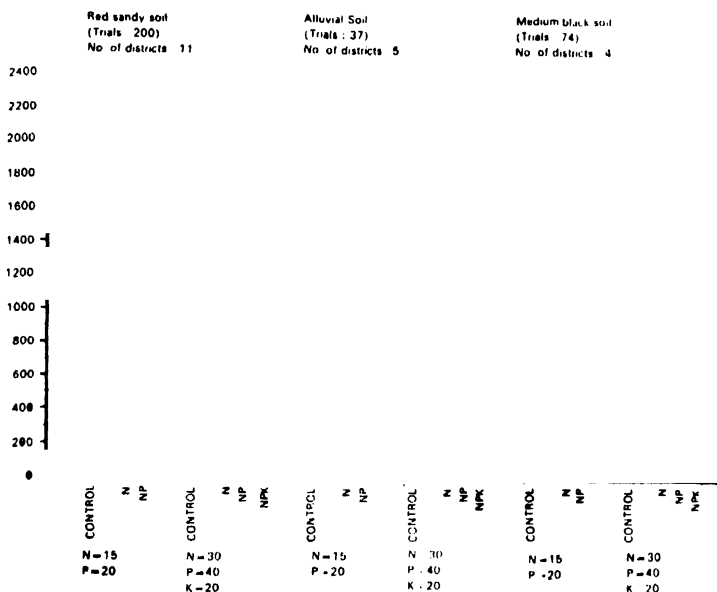 Red sandy soil
(Trials 200)
No of districts 11
Alluvial Soil
(Trials : 37)
No of districts 5
Medium black soil
(Trials 74)
No of districts 4
2400
2200
2000
1800
1600
1400
1200
1000
800
600
400
200
0
CONTROL N NP
CONTROL N NP NPK
CONTROL N NP
CONTROL N NP NPK
CONTROL N NP
CONTROL N NP NPK
N=15
P=20
N=30
P=40
K=20
N=15
P=20
N 30
P 40
K 20
N=15
P 20
N=30
P=40
K 20